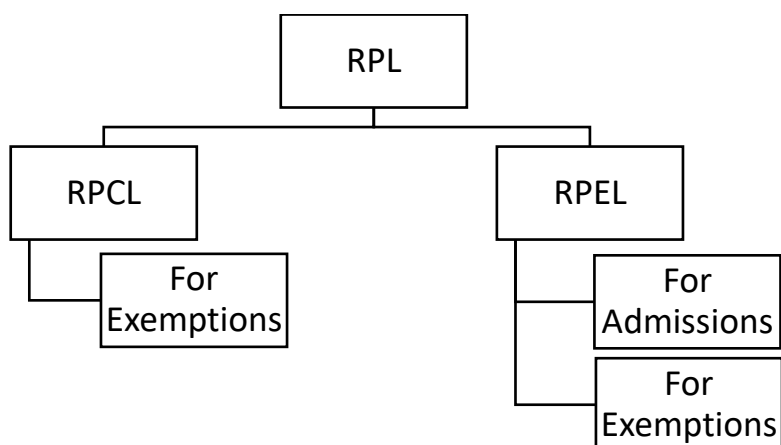 RPL
RPCL
RPEL
For
Exemptions
For
Admissions
For
Exemptions